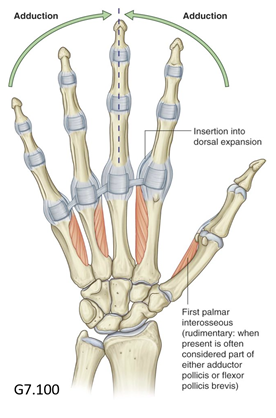 Adduction
Adduction
Insertion into
dorsal expansion
First palmar
interosseous
(rudimentary: when
present is often
considered part of
either adductor
pollicis or flexor
pollicis brevis)
G7.100